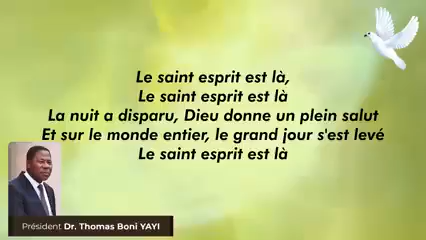 Le saint esprit est là,
Le saint esprit est là
La nuit a disparu, Dieu donne un plein salut
Et sur le monde entier, le grand jour s'est levé
Le saint esprit est là
Président Dr. Thomas Boni YAYI